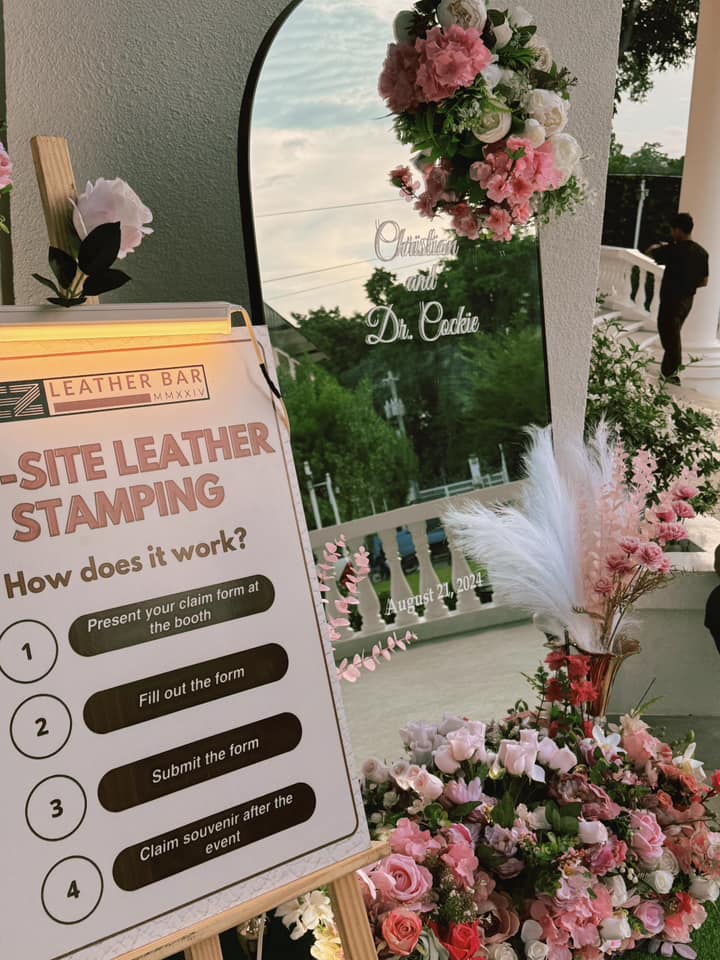 LEATHER BAR
MMXXIV
-SITE LEATHER
STAMPING
How does it work?
1
Present your claim form at
the booth
2
Fill out the form
3
Submit the form
4
Claim souvenir after the
event
Christian
and
Dr. Cockie
August 21, 2024